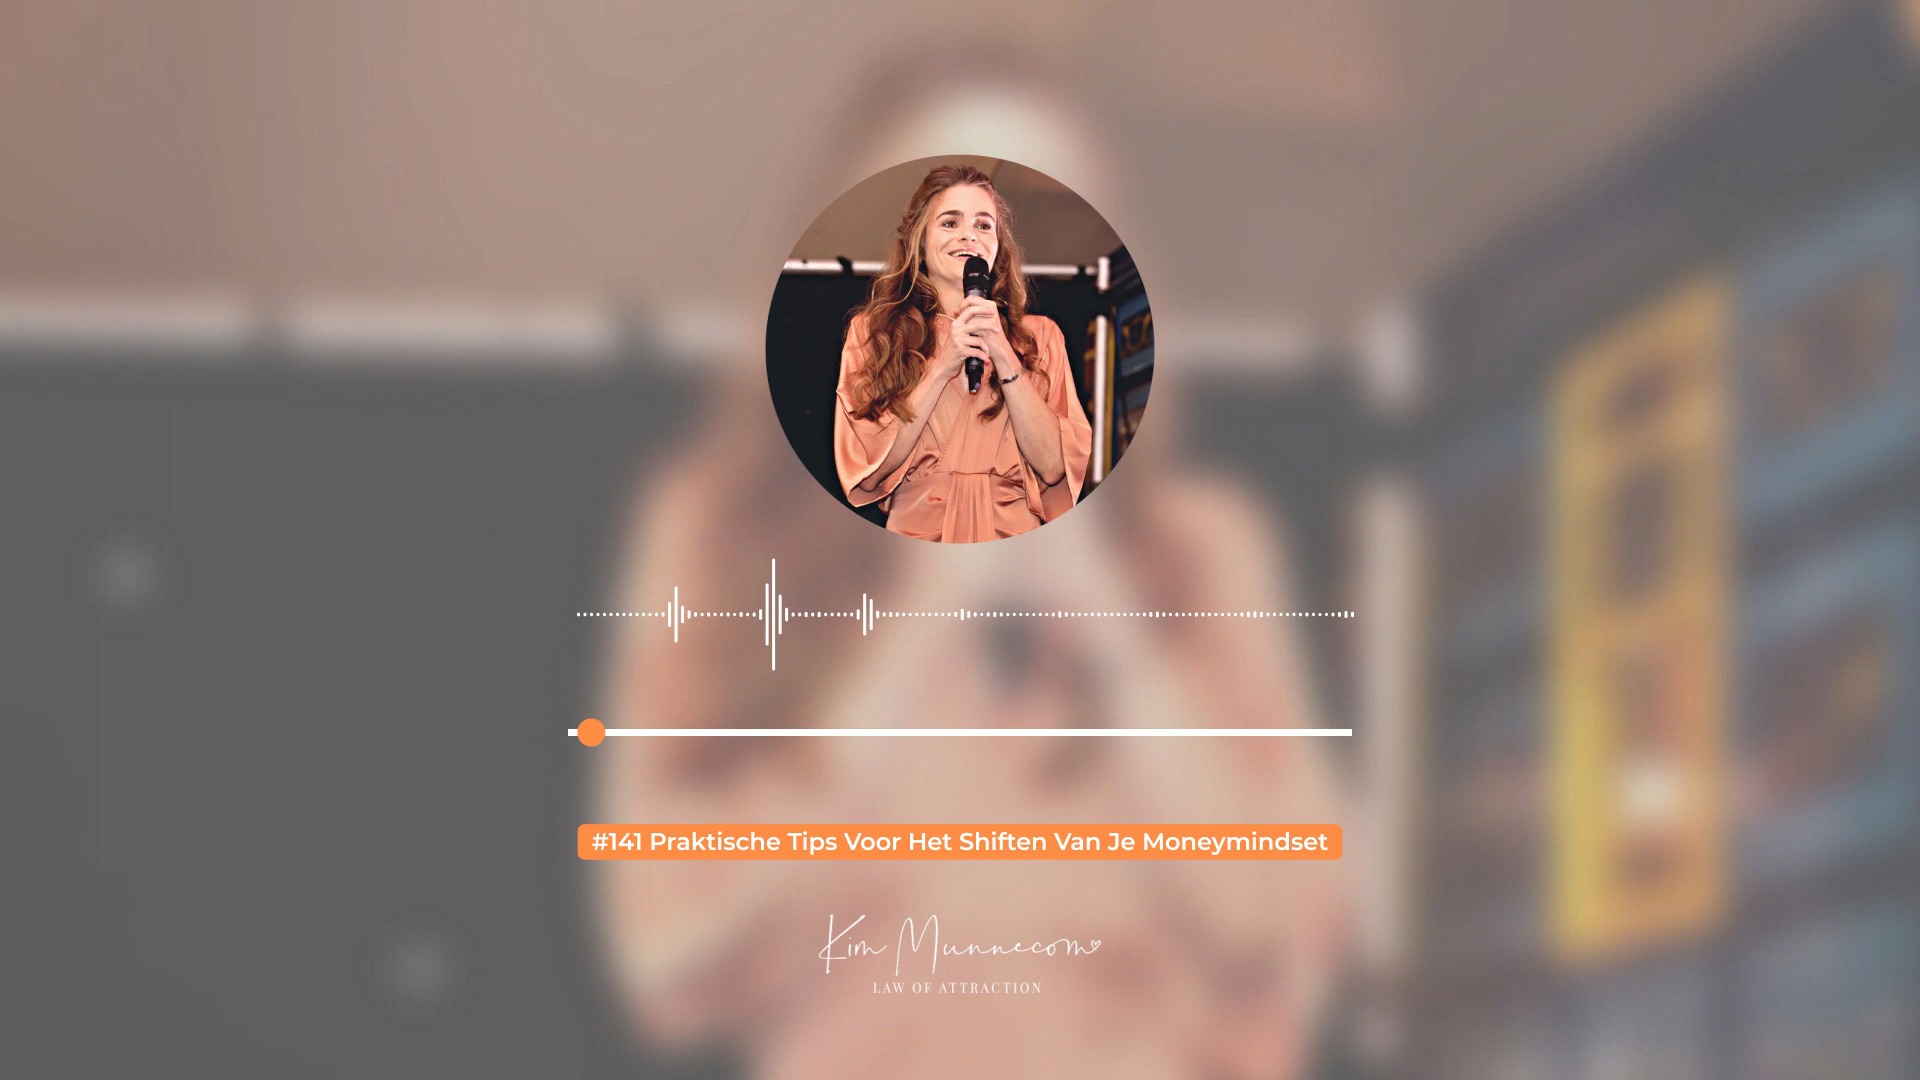 #141 Praktische Tips Voor Het Shiften Van Je Moneymindset
Kim Munnecom
LAW OF ATTRACTION